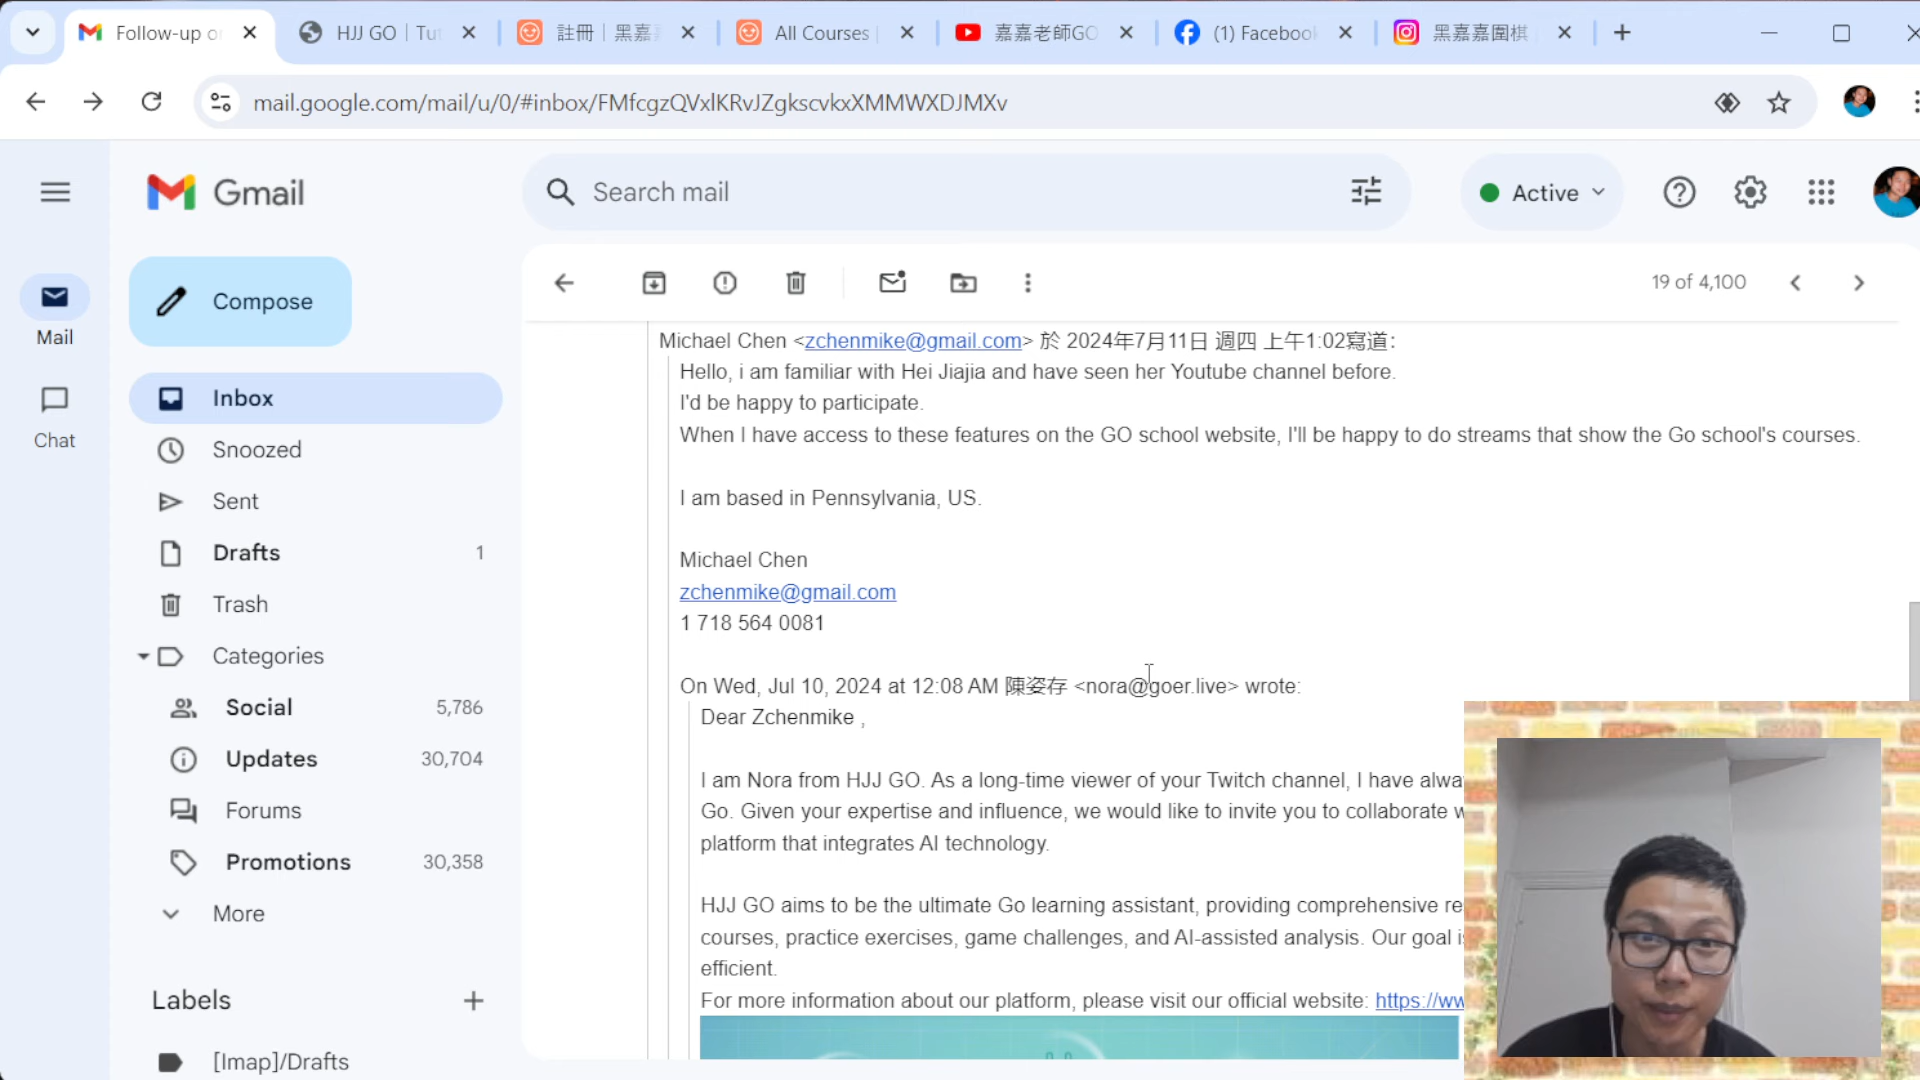 Follow-up o
HJJ GO | Tut
註冊 | 黑嘉
All Courses |
嘉嘉老師GO
(1) Facebook
黑嘉嘉圍棋
mail.google.com/mail/u/0/#inbox/FMfcgzQVxlKRvJZgkscvkxXMMWXDJMXv
Gmail
Search mail
Active
Compose
19 of 4,100
Mail
Chat
Inbox
Snoozed
Sent
Drafts 1
Trash
Categories
Social 5,786
Updates 30,704
Forums
Promotions 30,358
More
Labels
[Imap]/Drafts
Michael Chen <zchenmike@gmail.com> 於 2024年7月11日 週四 上午1:02寫道：
Hello, i am familiar with Hei Jiajia and have seen her Youtube channel before.
I'd be happy to participate.
When I have access to these features on the GO school website, I'll be happy to do streams that show the Go school's courses.
I am based in Pennsylvania, US.
Michael Chen
zchenmike@gmail.com
1 718 564 0081
On Wed, Jul 10, 2024 at 12:08 AM 陳姿存 <nora@goer.live> wrote:
Dear Zchenmike ,
I am Nora from HJJ GO. As a long-time viewer of your Twitch channel, I have alwa
Go. Given your expertise and influence, we would like to invite you to collaborate w
platform that integrates AI technology.
HJJ GO aims to be the ultimate Go learning assistant, providing comprehensive re
courses, practice exercises, game challenges, and AI-assisted analysis. Our goal is
efficient.
For more information about our platform, please visit our official website: https://ww